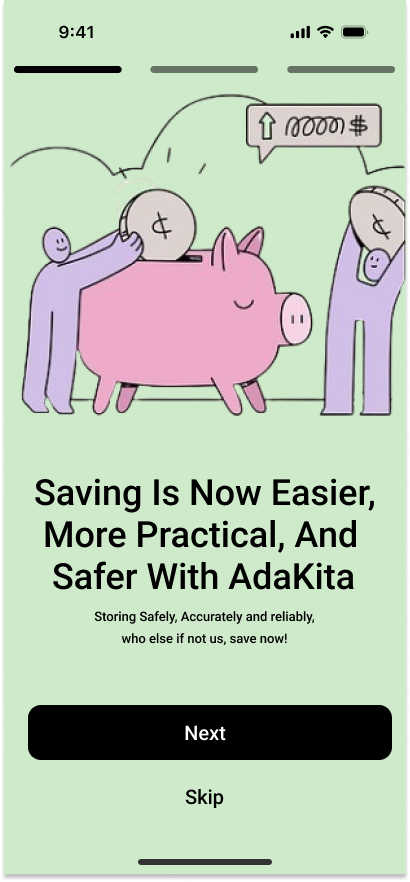 9:41
$
¢
¢
Saving Is Now Easier,
More Practical, And
Safer With AdaKita
Storing Safely, Accurately and reliably,
who else if not us, save now!
Next
Skip